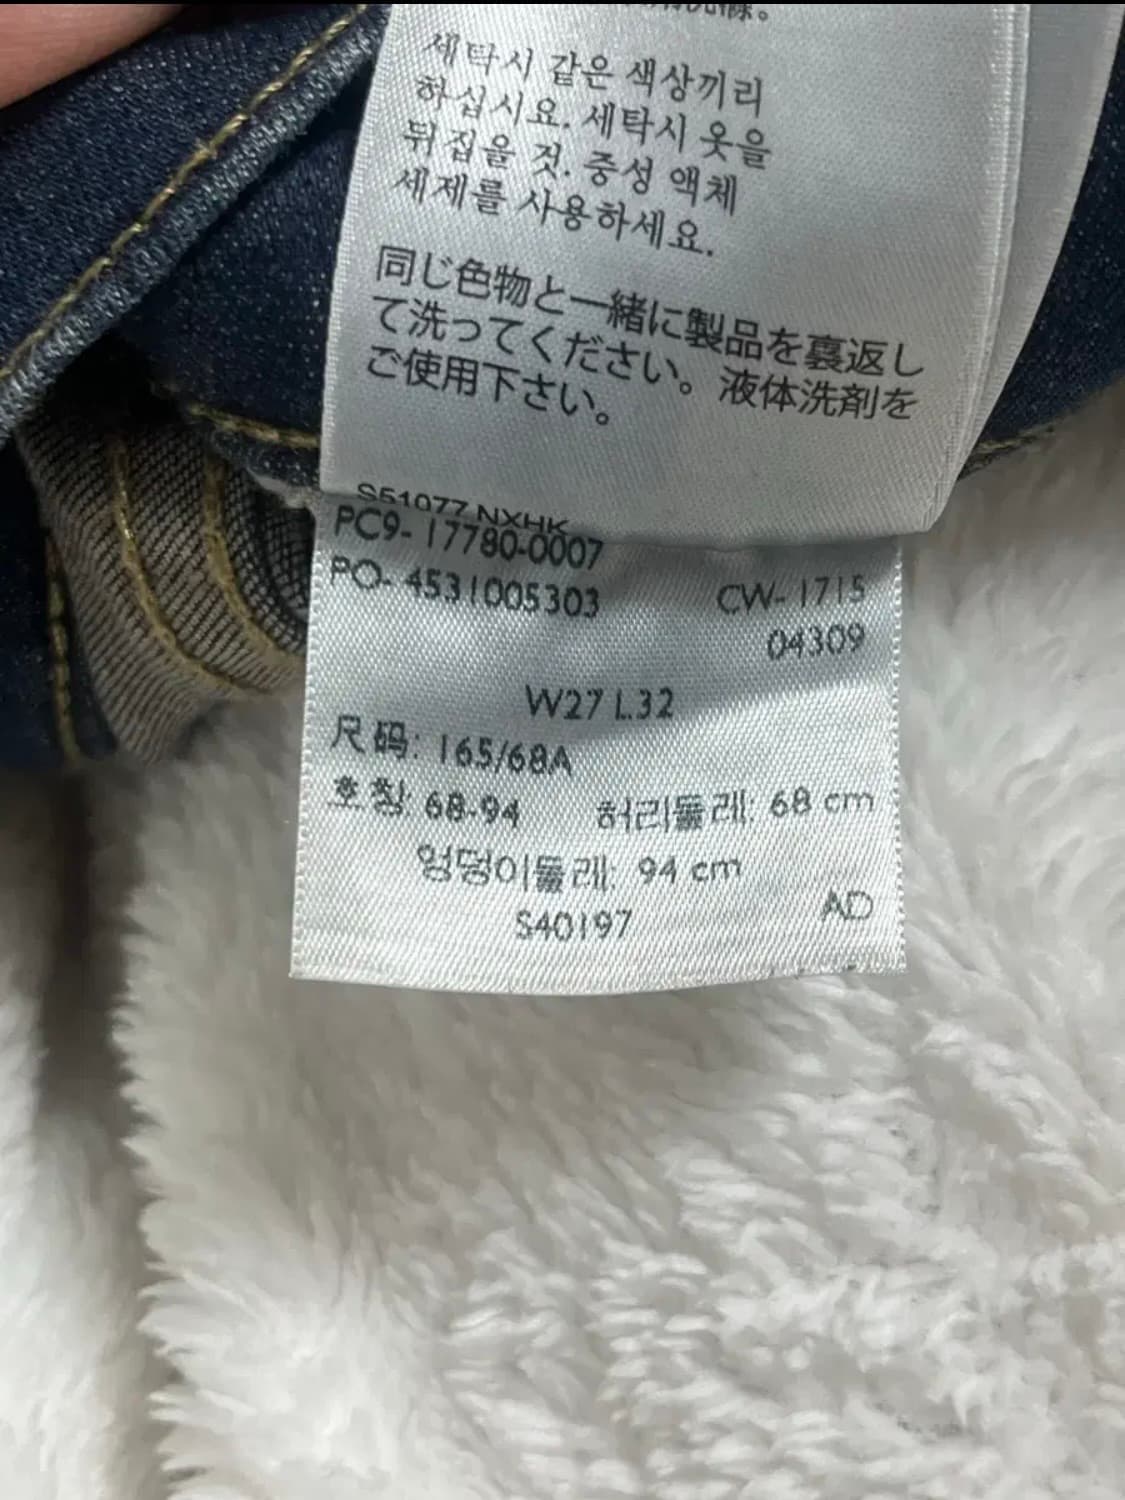 세탁시 같은 색상끼리
하십시요. 세탁시 옷을
뒤집을 것. 중성 액체
세제를 사용하세요.
同じ色物と一緒に製品を裏返し
て洗ってください。液体洗剤を
ご使用下さい。
S51077 NXHK
PC9-17780-0007
PO- 4531005303 CW- 1715
04309
W27 L32
尺码: 165/68A
호칭: 68-94 허리둘레: 68 cm
엉덩이둘레: 94 cm
S40197 AD